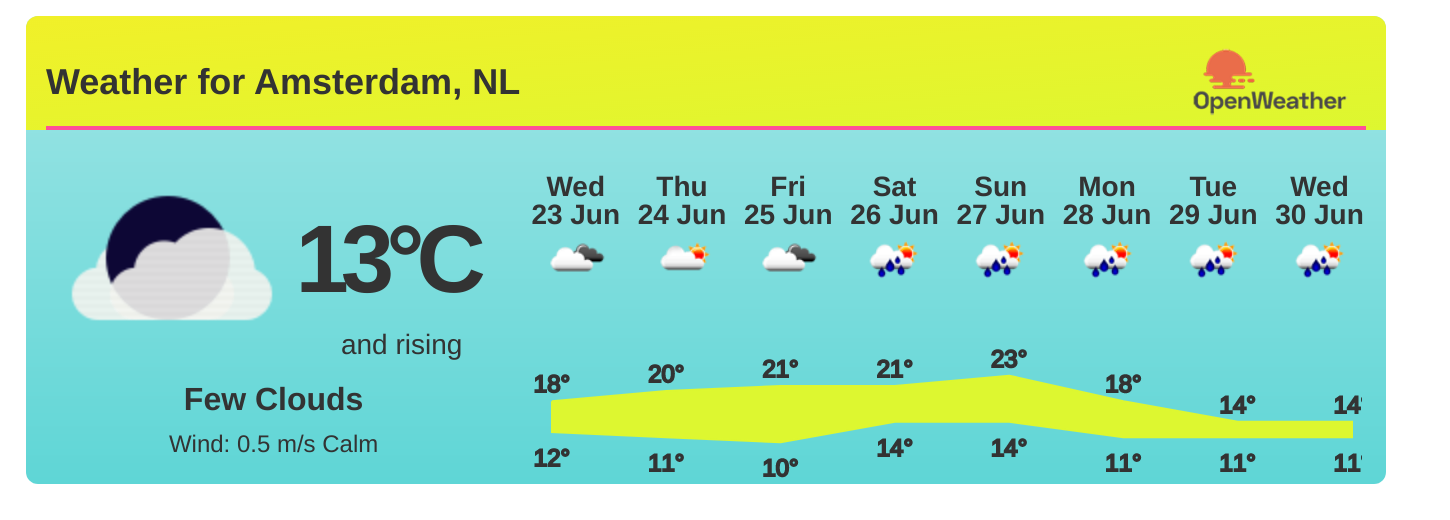 Weather for Amsterdam, NL
OpenWeather
Wed Thu Fri Sat Sun Mon Tue Wed
23 Jun 24 Jun 25 Jun 26 Jun 27 Jun 28 Jun 29 Jun 30 Jun
13°C
and rising
Few Clouds
Wind: 0.5 m/s Calm
18° 20° 21° 21° 23° 18° 14° 14°
12° 11° 10° 14° 14° 11° 11° 11°